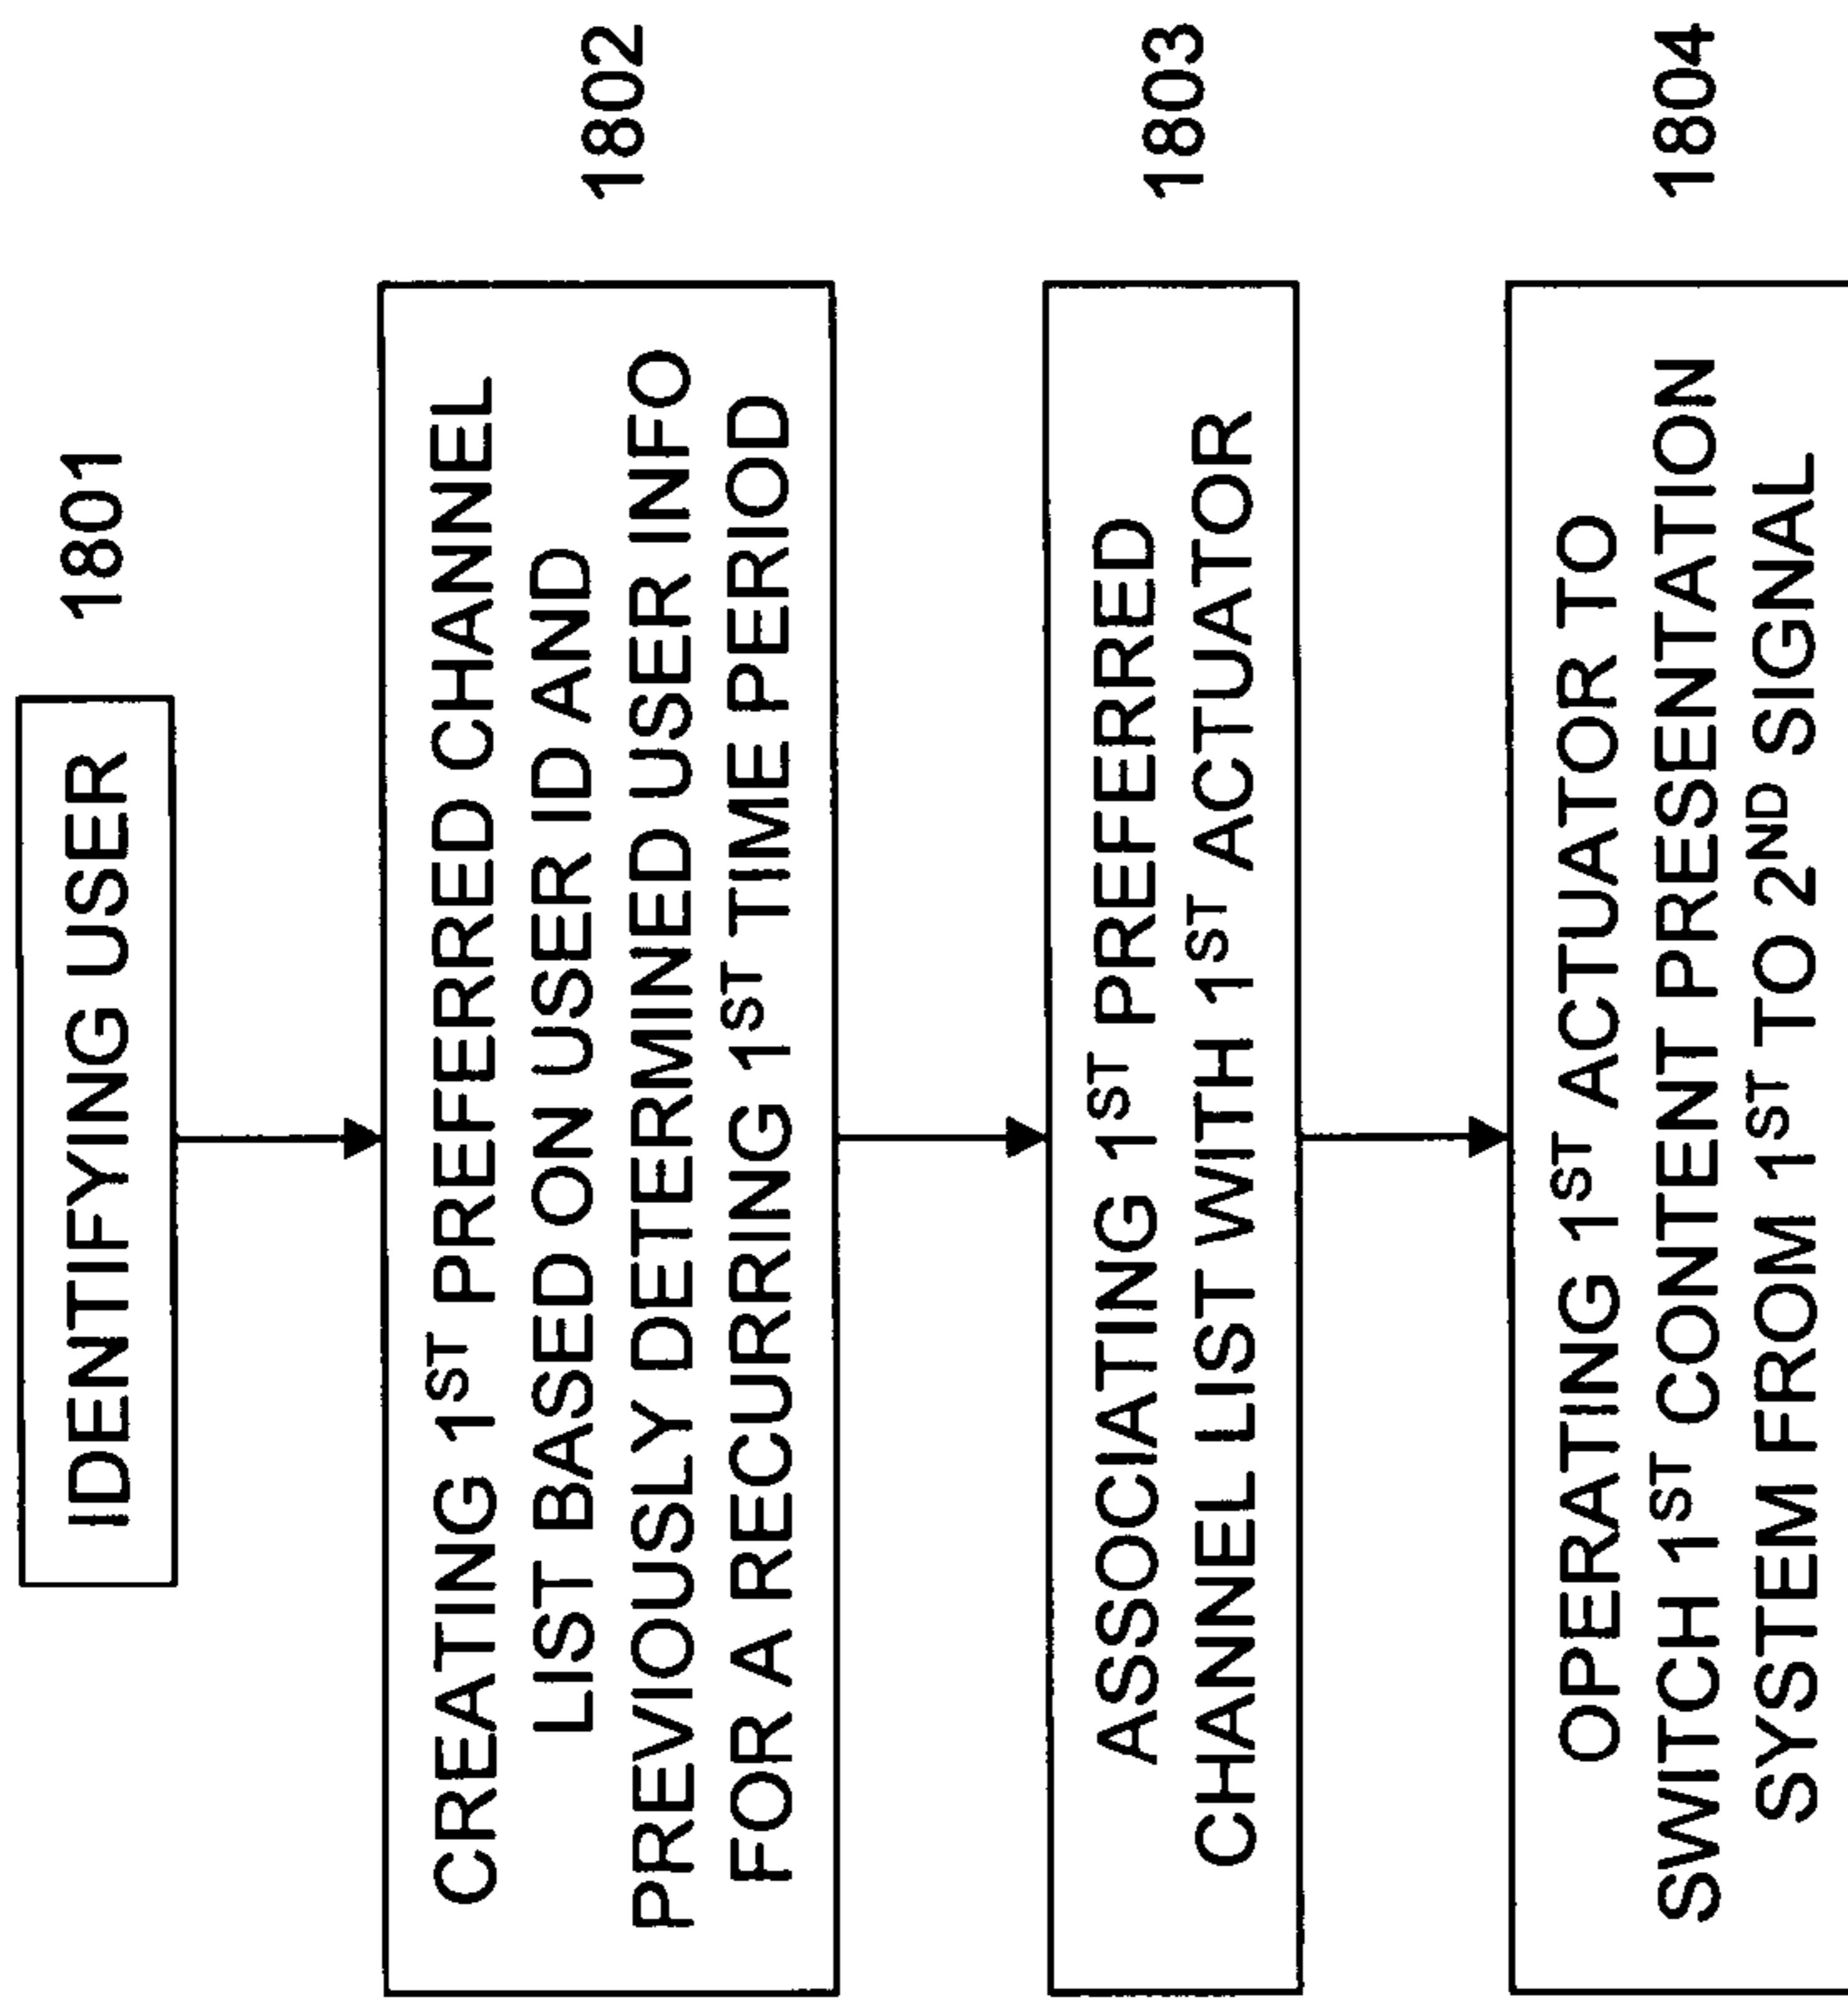 IDENTIFYING USER
1801
CREATING 1ST PREFERRED CHANNEL
LIST BASED ON USER ID AND
PREVIOUSLY DETERMINED USER INFO
FOR A RECURRING 1ST TIME PERIOD
1802
ASSOCIATING 1ST PREFERRED
CHANNEL LIST WITH 1ST ACTUATOR
1803
OPERATING 1ST ACTUATOR TO
SWITCH 1ST CONTENT PRESENTATION
SYSTEM FROM 1ST TO 2ND SIGNAL
1804